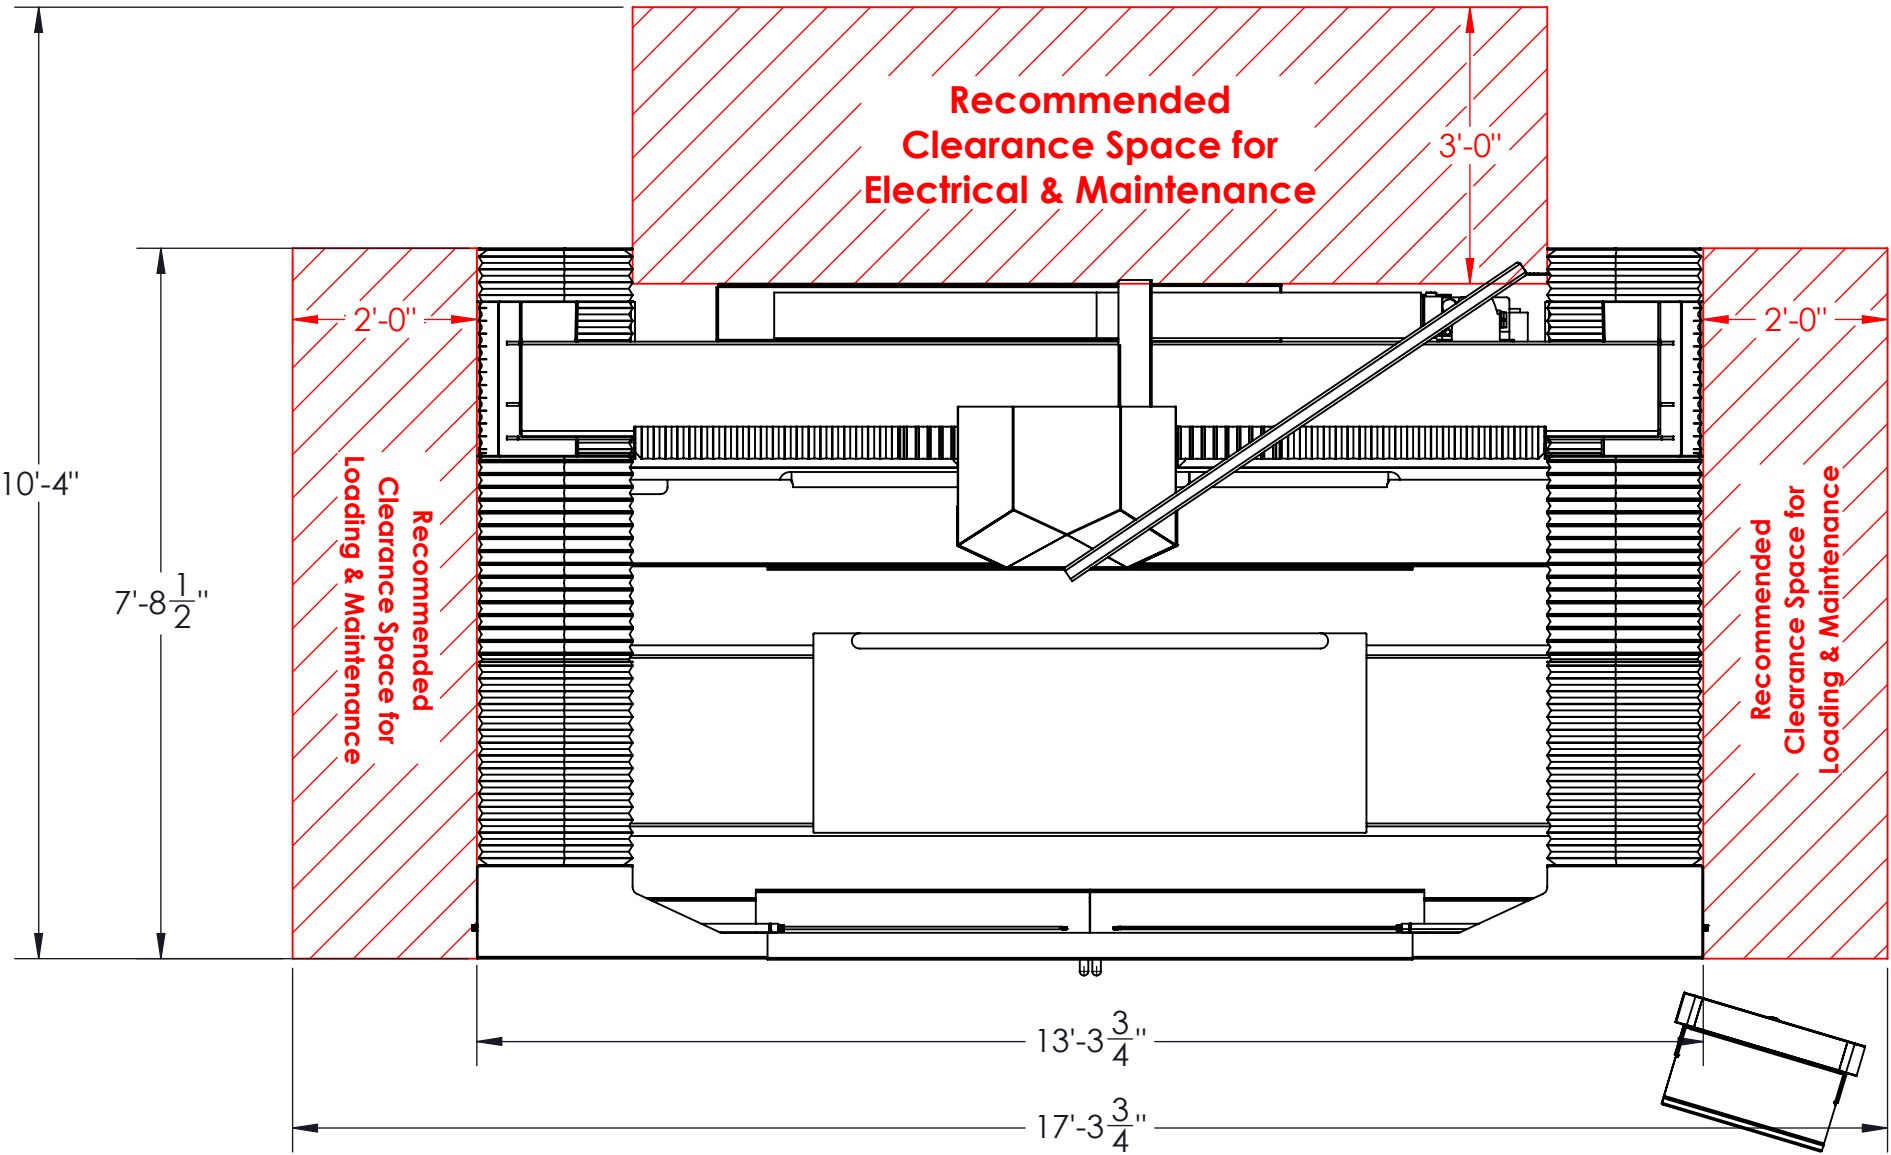 Recommended
Clearance Space for
Electrical & Maintenance
3'-0"
2'-0"
2'-0"
10'-4"
7'-8 1/2"
Recommended
Clearance Space for
Loading & Maintenance
Recommended
Clearance Space for
Loading & Maintenance
13'-3 3/4"
17'-3 3/4"